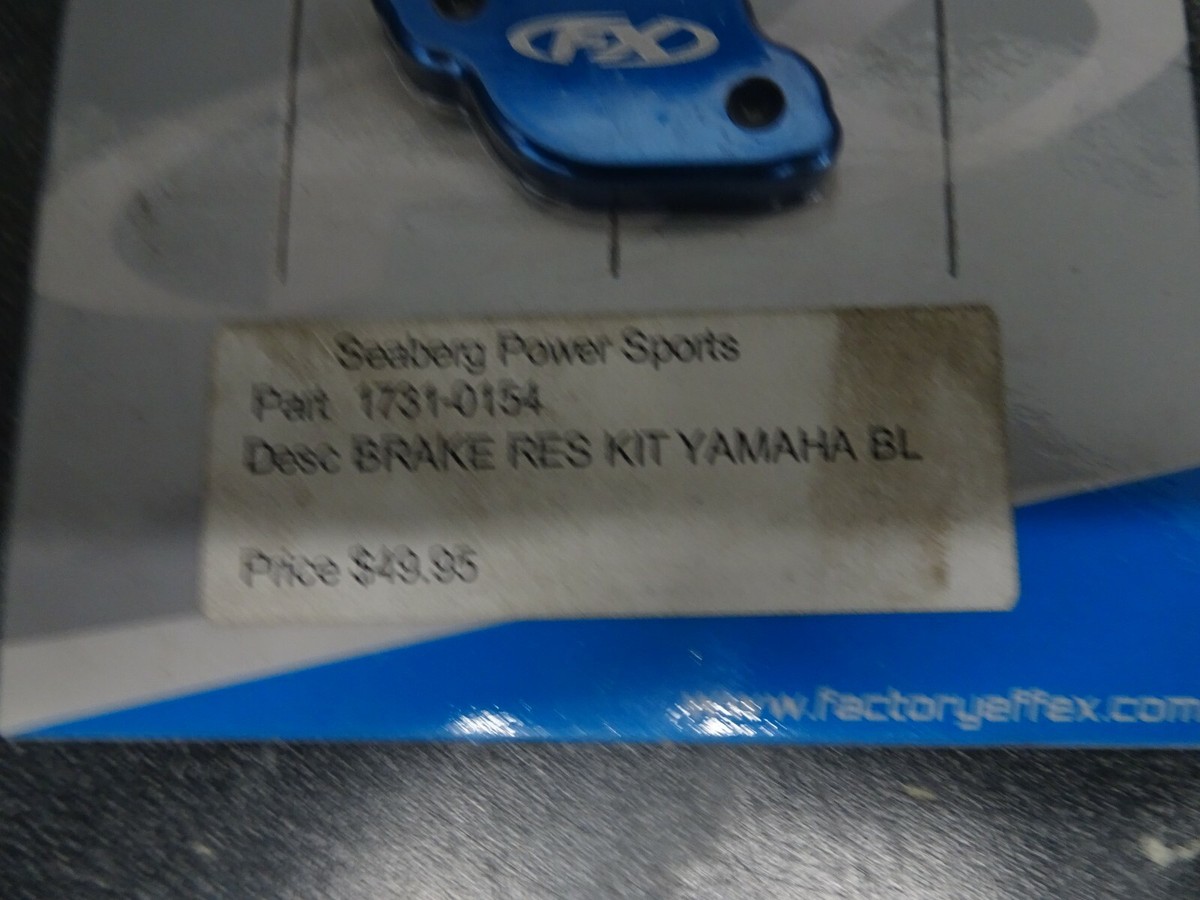 FX
Seaberg Power Sports
Part 1731-0154
Desc BRAKE RES KIT YAMAHA BL
Price $49.95
www.factoryeffex.com